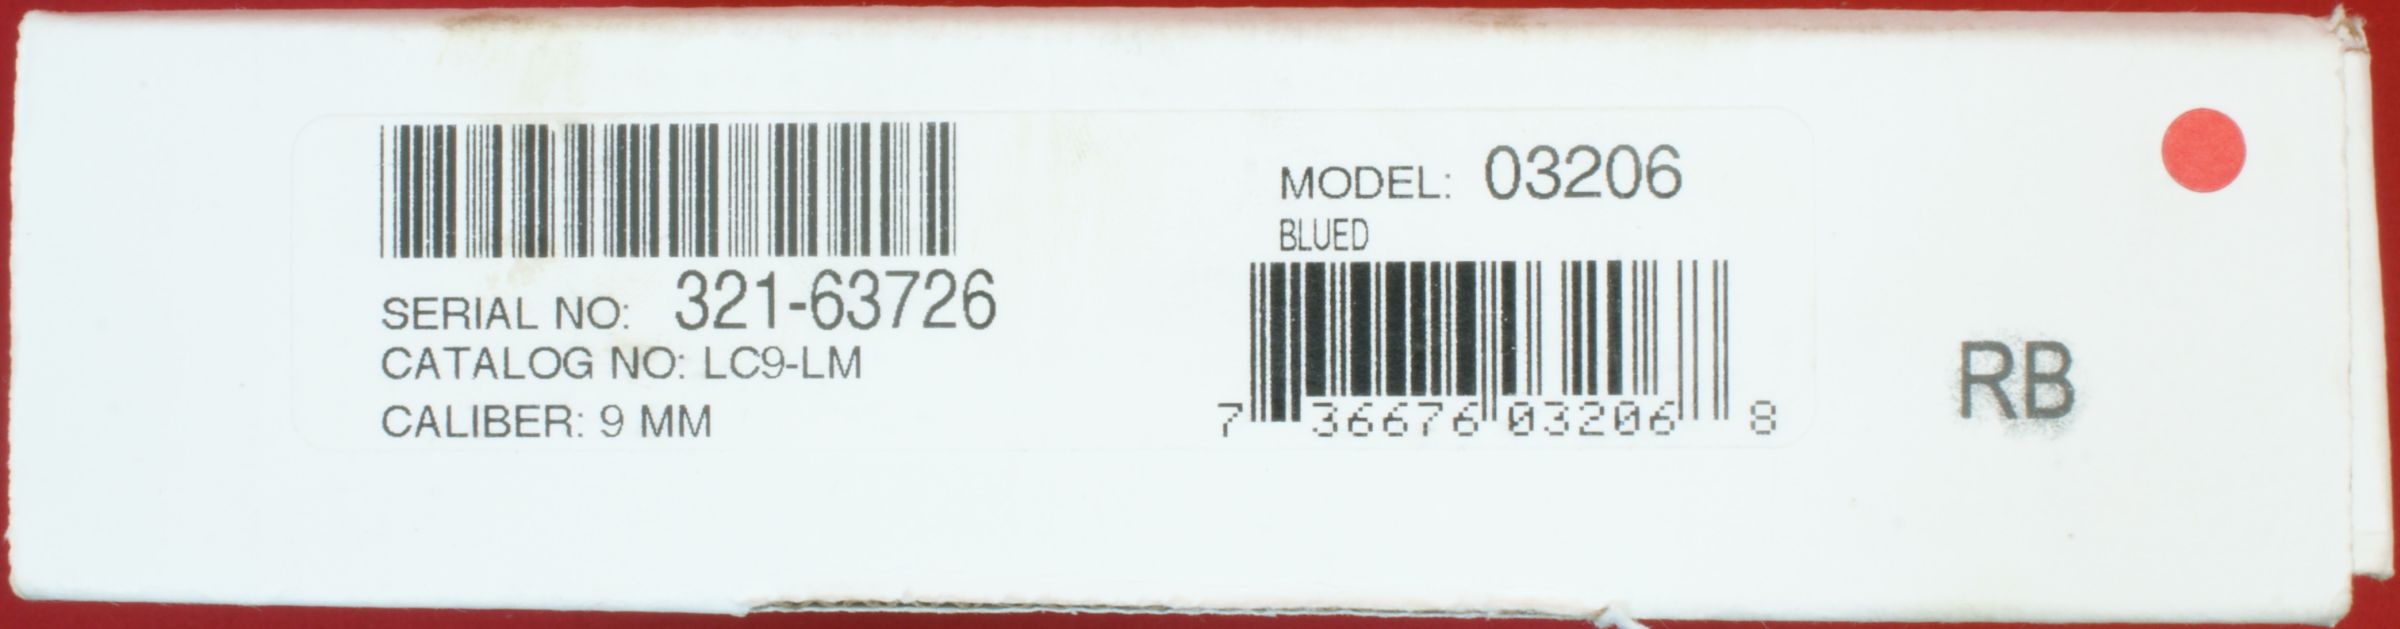 SERIAL NO: 321-63726
CATALOG NO: LC9-LM
CALIBER: 9 MM
MODEL: 03206
BLUED
7 36676 03206 8
RB